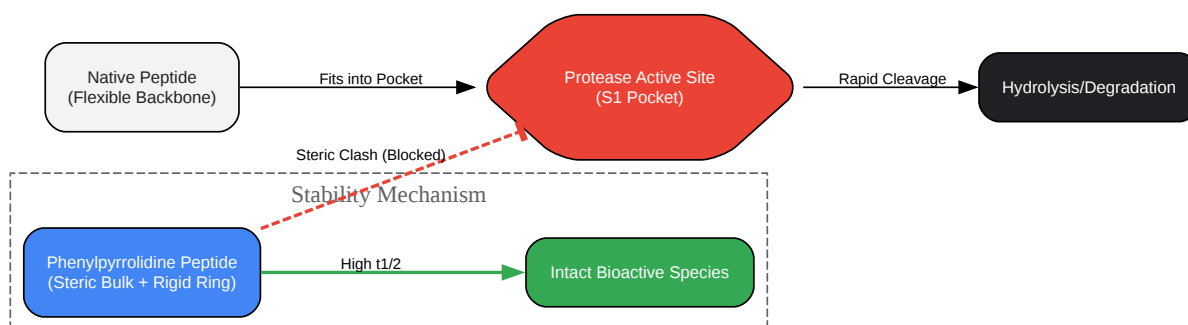 Native Peptide
(Flexible Backbone)
Fits into Pocket
Protease Active Site
(S1 Pocket)
Rapid Cleavage
Hydrolysis/Degradation
Steric Clash (Blocked)
Stability Mechanism
Phenylpyrrolidine Peptide
(Steric Bulk + Rigid Ring)
High t1/2
Intact Bioactive Species